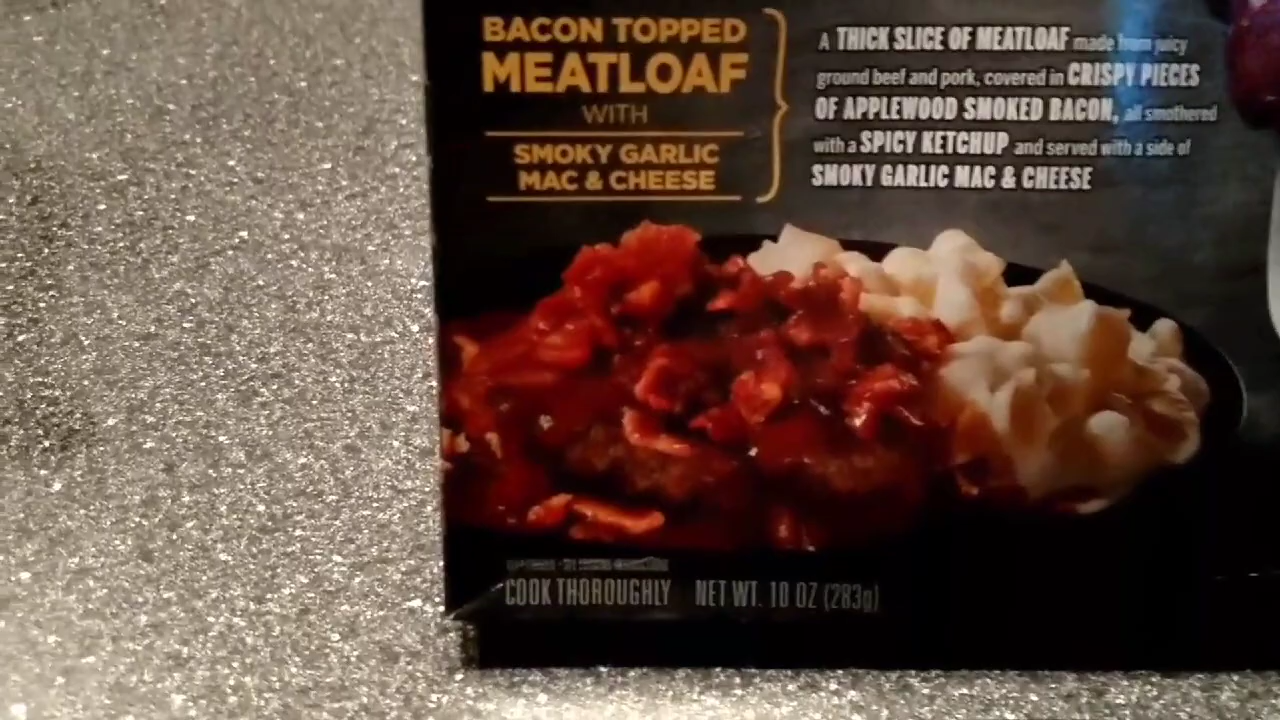 BACON TOPPED
MEATLOAF
WITH
SMOKY GARLIC
MAC & CHEESE
A THICK SLICE OF MEATLOAF made from juicy
ground beef and pork, covered in CRISPY PIECES
OF APPLEWOOD SMOKED BACON, all smothered
with a SPICY KETCHUP and served with a side of
SMOKY GARLIC MAC & CHEESE
COOK THOROUGHLY NET WT. 10 OZ (283g)